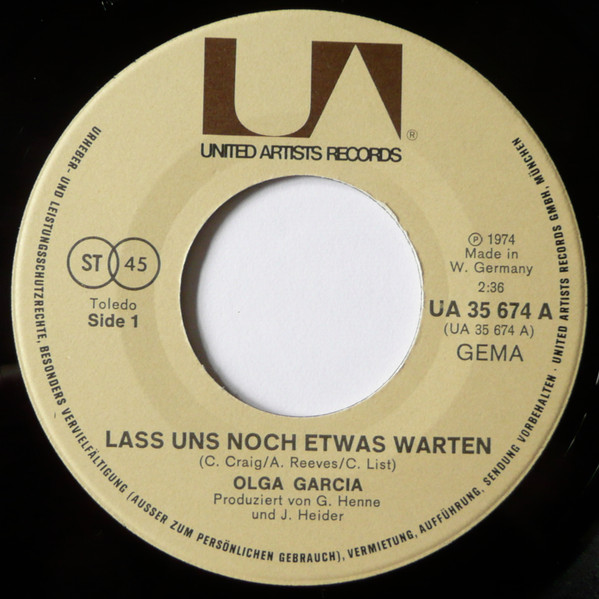 UA
®
UNITED ARTISTS RECORDS
ST 45
Toledo
Side 1
℗ 1974
Made in
W. Germany
2:36
UA 35 674 A
(UA 35 674 A)
GEMA
LASS UNS NOCH ETWAS WARTEN
(C. Craig/A. Reeves/C. List)
OLGA GARCIA
Produziert von G. Henne
und J. Heider
URHEBER- UND LEISTUNGSSCHUTZRECHTE, BESONDERS VERVIELFÄLTIGUNG (AUSSER ZUM PERSÖNLICHEN GEBRAUCH), VERMIETUNG, AUFFÜHRUNG, SENDUNG VORBEHALTEN · UNITED ARTISTS RECORDS GMBH, MÜNCHEN